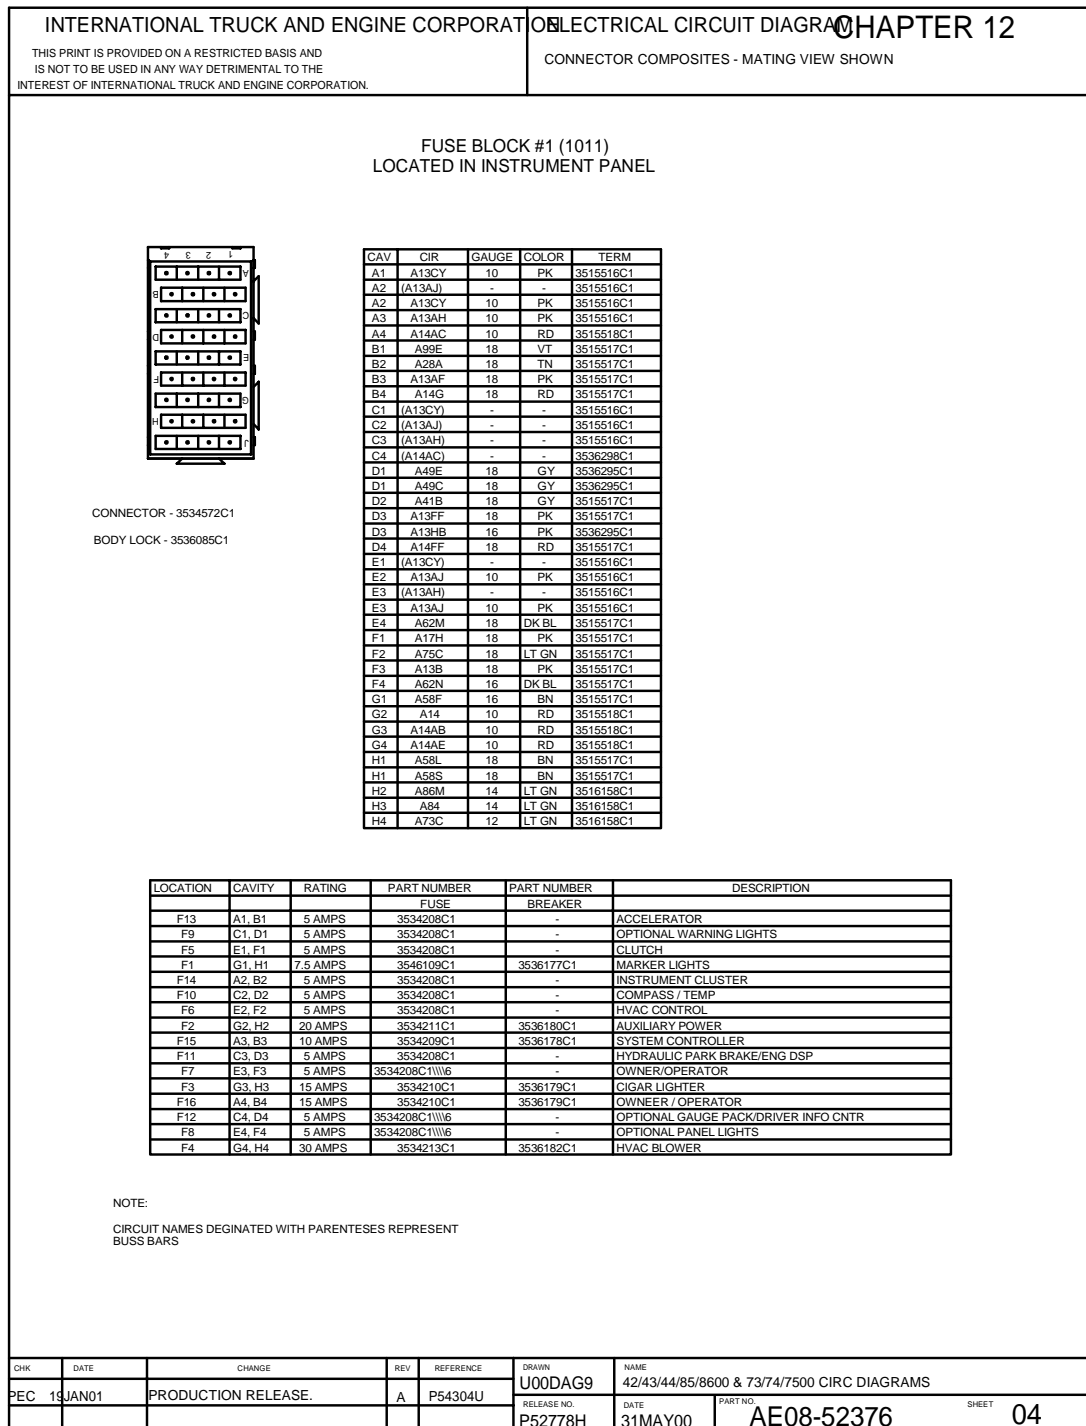 INTERNATIONAL TRUCK AND ENGINE CORPORATION
THIS PRINT IS PROVIDED ON A RESTRICTED BASIS AND
IS NOT TO BE USED IN ANY WAY DETRIMENTAL TO THE
INTEREST OF INTERNATIONAL TRUCK AND ENGINE CORPORATION.
ELECTRICAL CIRCUIT DIAGRAM
CHAPTER 12
CONNECTOR COMPOSITES - MATING VIEW SHOWN
FUSE BLOCK #1 (1011)
LOCATED IN INSTRUMENT PANEL
4 3 2 1
A
B
C
D
E
F
G
H
J
CONNECTOR - 3534572C1
BODY LOCK - 3536085C1
CAV CIR GAUGE COLOR TERM
A1 A13CY 10 PK 3515516C1
A2 (A13AJ) - - 3515516C1
A2 A13CY 10 PK 3515516C1
A3 A13AH 10 PK 3515516C1
A4 A14AC 10 RD 3515518C1
B1 A99E 18 VT 3515517C1
B2 A28A 18 TN 3515517C1
B3 A13AF 18 PK 3515517C1
B4 A14G 18 RD 3515517C1
C1 (A13CY) - - 3515516C1
C2 (A13AJ) - - 3515516C1
C3 (A13AH) - - 3515516C1
C4 (A14AC) - - 3536298C1
D1 A49E 18 GY 3536295C1
D1 A49C 18 GY 3536295C1
D2 A41B 18 GY 3515517C1
D3 A13FF 18 PK 3515517C1
D3 A13HB 16 PK 3536295C1
D4 A14FF 18 RD 3515517C1
E1 (A13CY) - - 3515516C1
E2 A13AJ 10 PK 3515516C1
E3 (A13AH) - - 3515516C1
E3 A13AJ 10 PK 3515516C1
E4 A62M 18 DK BL 3515517C1
F1 A17H 18 PK 3515517C1
F2 A75C 18 LT GN 3515517C1
F3 A13B 18 PK 3515517C1
F4 A62N 16 DK BL 3515517C1
G1 A58F 16 BN 3515517C1
G2 A14 10 RD 3515518C1
G3 A14AB 10 RD 3515518C1
G4 A14AE 10 RD 3515518C1
H1 A58L 18 BN 3515517C1
H1 A58S 18 BN 3515517C1
H2 A86M 14 LT GN 3516158C1
H3 A84 14 LT GN 3516158C1
H4 A73C 12 LT GN 3516158C1
LOCATION CAVITY RATING PART NUMBER PART NUMBER DESCRIPTION
FUSE BREAKER
F13 A1, B1 5 AMPS 3534208C1 - ACCELERATOR
F9 C1, D1 5 AMPS 3534208C1 - OPTIONAL WARNING LIGHTS
F5 E1, F1 5 AMPS 3534208C1 - CLUTCH
F1 G1, H1 7.5 AMPS 3546109C1 3536177C1 MARKER LIGHTS
F14 A2, B2 5 AMPS 3534208C1 - INSTRUMENT CLUSTER
F10 C2, D2 5 AMPS 3534208C1 - COMPASS / TEMP
F6 E2, F2 5 AMPS 3534208C1 - HVAC CONTROL
F2 G2, H2 20 AMPS 3534211C1 3536180C1 AUXILIARY POWER
F15 A3, B3 10 AMPS 3534209C1 3536178C1 SYSTEM CONTROLLER
F11 C3, D3 5 AMPS 3534208C1 - HYDRAULIC PARK BRAKE/ENG DSP
F7 E3, F3 5 AMPS 3534208C1\\\\6 - OWNER/OPERATOR
F3 G3, H3 15 AMPS 3534210C1 3536179C1 CIGAR LIGHTER
F16 A4, B4 15 AMPS 3534210C1 3536179C1 OWNEER / OPERATOR
F12 C4, D4 5 AMPS 3534208C1\\\\6 - OPTIONAL GAUGE PACK/DRIVER INFO CNTR
F8 E4, F4 5 AMPS 3534208C1\\\\6 - OPTIONAL PANEL LIGHTS
F4 G4, H4 30 AMPS 3534213C1 3536182C1 HVAC BLOWER
NOTE:
CIRCUIT NAMES DEGINATED WITH PARENTESES REPRESENT
BUSS BARS
CHK DATE CHANGE REV REFERENCE DRAWN NAME
PEC 19JAN01 PRODUCTION RELEASE. A P54304U U00DAG9 42/43/44/85/8600 & 73/74/7500 CIRC DIAGRAMS
RELEASE NO. DATE PART NO. SHEET
P52778H 31MAY00 AE08-52376 04